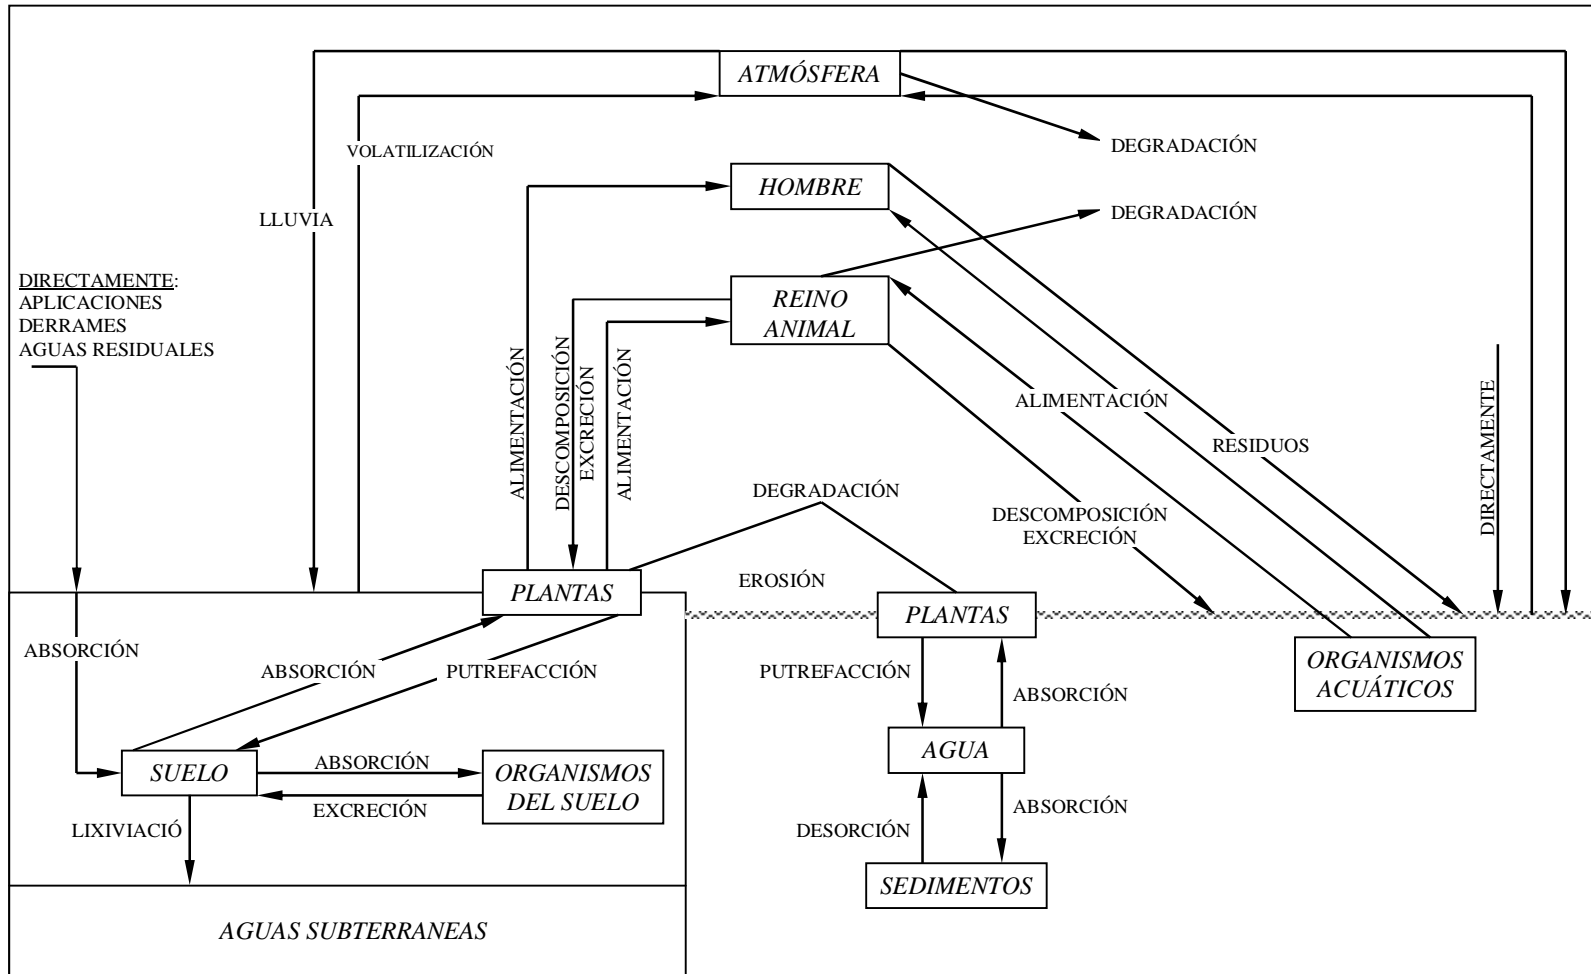 ATMÓSFERA
DEGRADACIÓN
VOLATILIZACIÓN
HOMBRE
DEGRADACIÓN
LLUVIA
DIRECTAMENTE:
APLICACIONES
DERRAMES
AGUAS RESIDUALES
REINO
ANIMAL
ALIMENTACIÓN
DESCOMPOSICIÓN
EXCRECIÓN
ALIMENTACIÓN
ALIMENTACIÓN
RESIDUOS
DIRECTAMENTE
DEGRADACIÓN
DESCOMPOSICIÓN
EXCRECIÓN
PLANTAS
EROSIÓN
PLANTAS
ABSORCIÓN
ABSORCIÓN
PUTREFACCIÓN
PUTREFACCIÓN
ABSORCIÓN
ORGANISMOS
ACUÁTICOS
SUELO
ABSORCIÓN
EXCRECIÓN
ORGANISMOS
DEL SUELO
AGUA
LIXIVIACIÓ
DESORCIÓN
ABSORCIÓN
SEDIMENTOS
AGUAS SUBTERRANEAS